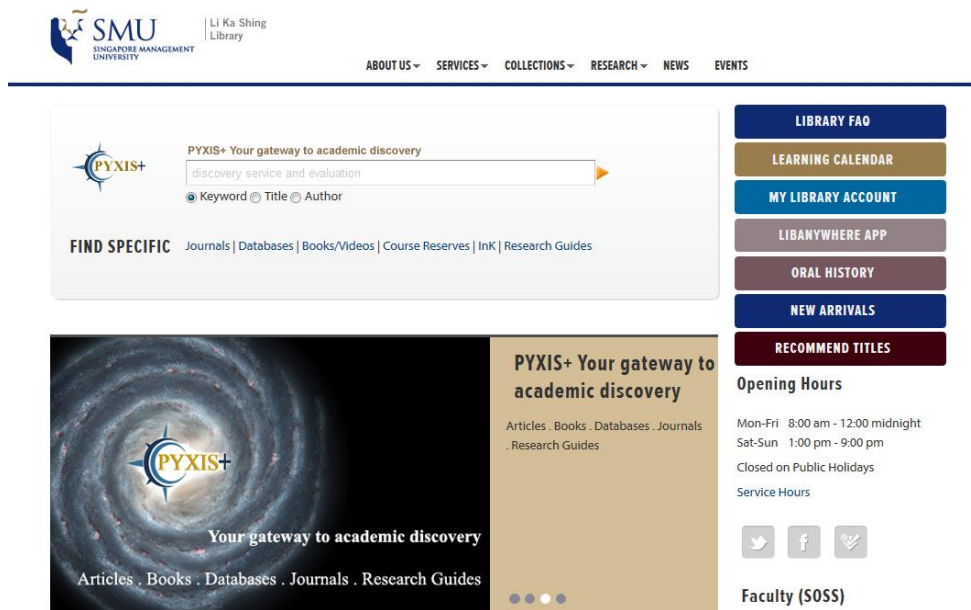 SMU
SINGAPORE MANAGEMENT
UNIVERSITY
Li Ka Shing
Library
ABOUT US SERVICES COLLECTIONS RESEARCH NEWS EVENTS
PYXIS+
PYXIS+ Your gateway to academic discovery
discovery service and evaluation
Keyword Title Author
FIND SPECIFIC Journals | Databases | Books/Videos | Course Reserves | InK | Research Guides
LIBRARY FAQ
LEARNING CALENDAR
MY LIBRARY ACCOUNT
LIBANYWHERE APP
ORAL HISTORY
NEW ARRIVALS
RECOMMEND TITLES
PYXIS+
Your gateway to academic discovery
Articles . Books . Databases . Journals . Research Guides
PYXIS+ Your gateway to
academic discovery
Articles . Books . Databases . Journals
. Research Guides
Opening Hours
Mon-Fri 8:00 am - 12:00 midnight
Sat-Sun 1:00 pm - 9:00 pm
Closed on Public Holidays
Service Hours
Faculty (SOSS)